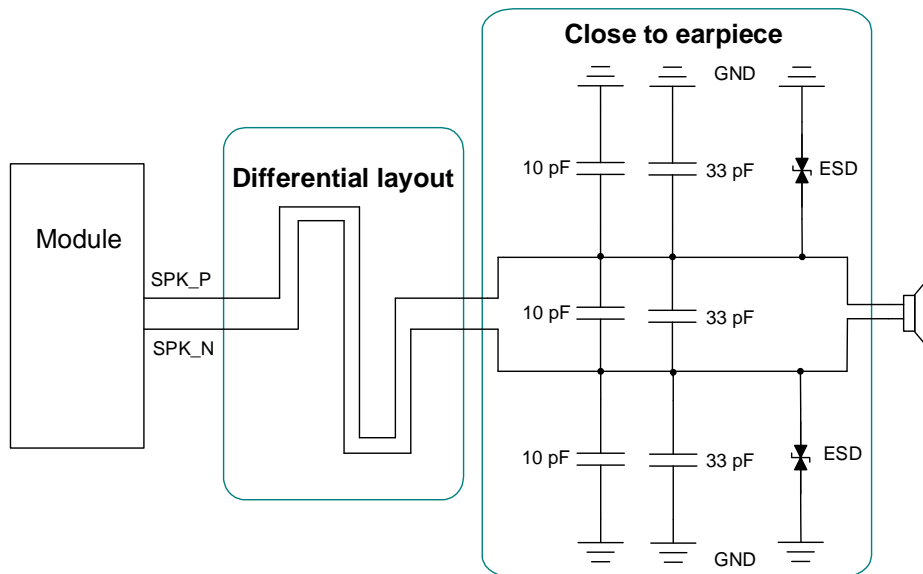 Close to earpiece
GND
10 pF
33 pF
ESD
Differential layout
Module
SPK_P
SPK_N
10 pF
33 pF
10 pF
33 pF
ESD
GND